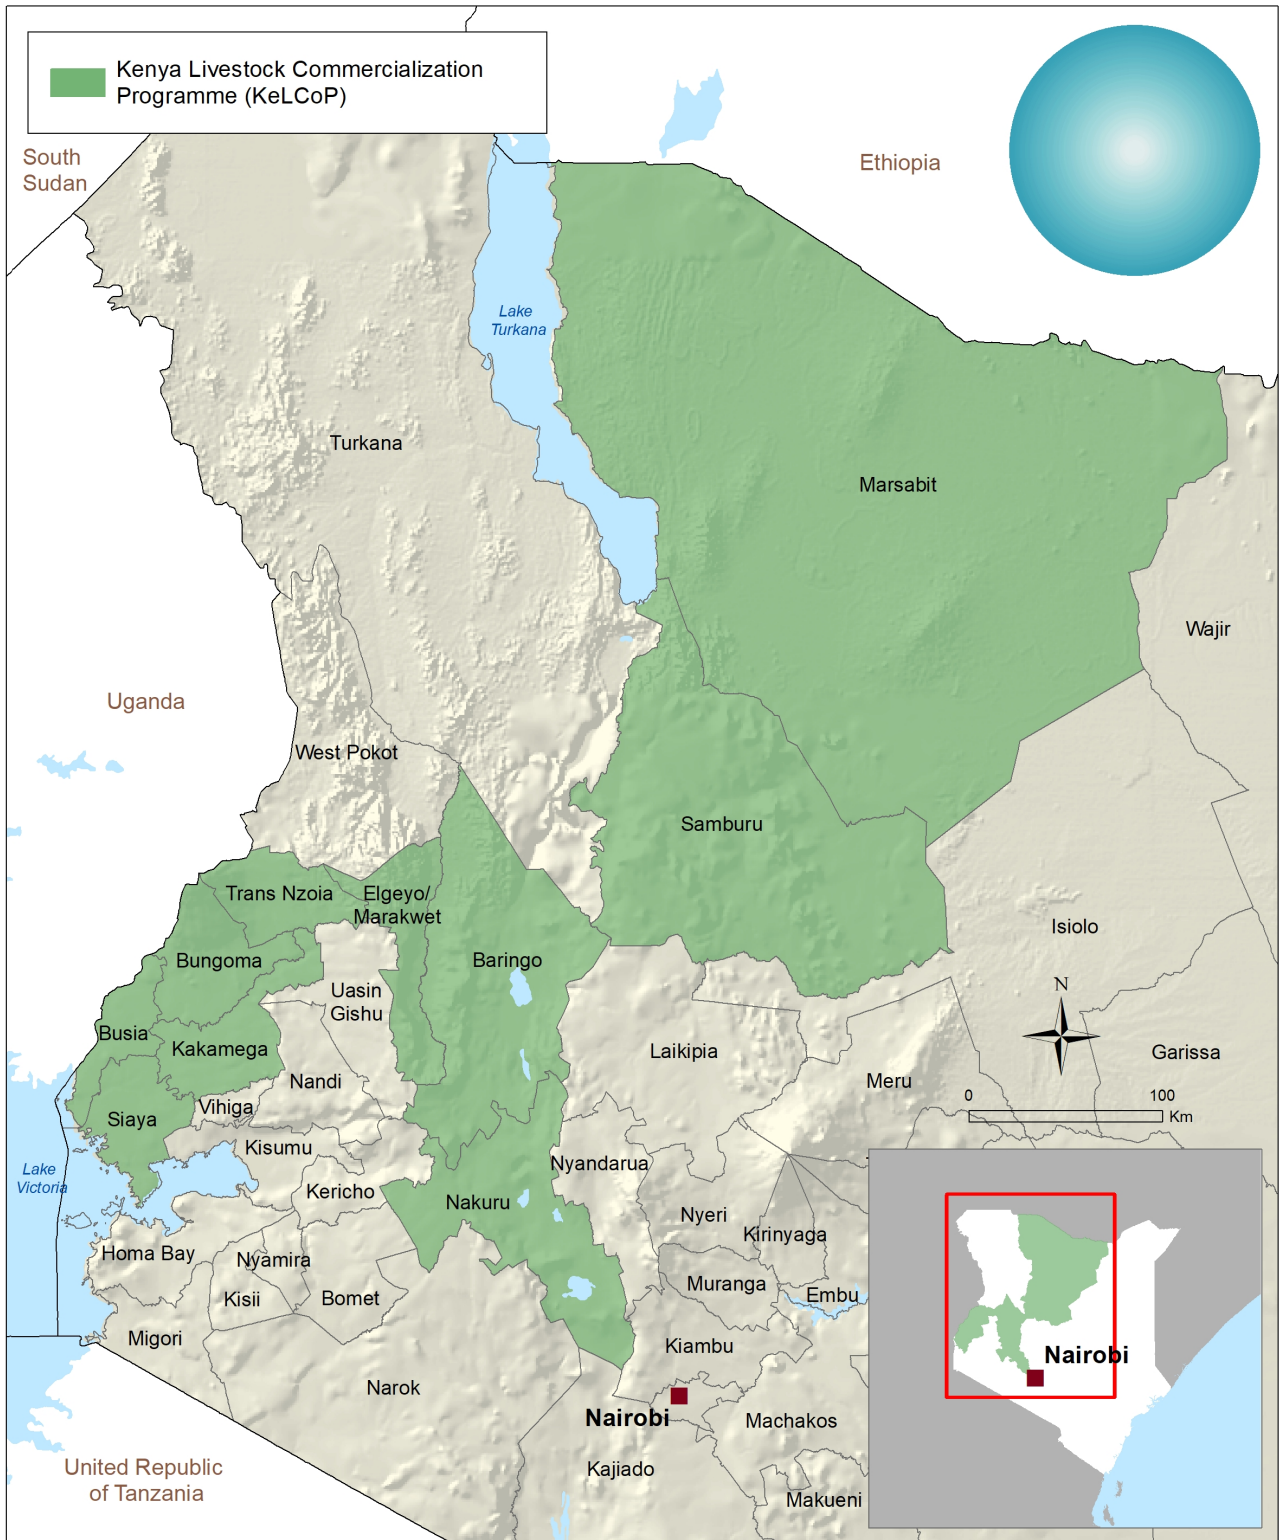 Kenya Livestock Commercialization
Programme (KeLCoP)
South
Sudan
Ethiopia
Lake
Turkana
Turkana
Marsabit
Wajir
Uganda
West Pokot
Samburu
Trans Nzoia
Elgeyo/
Marakwet
Isiolo
Bungoma
Baringo
Uasin
Gishu
N
Busia
Kakamega
Laikipia
Garissa
Nandi
Meru
0
100
Km
Vihiga
Siaya
Kisumu
Nyandarua
Lake
Victoria
Kericho
Nakuru
Nyeri
Kirinyaga
Homa Bay
Nyamira
Muranga
Embu
Kisii
Bomet
Migori
Kiambu
Nairobi
Narok
Nairobi
Machakos
Kajiado
United Republic
of Tanzania
Makueni